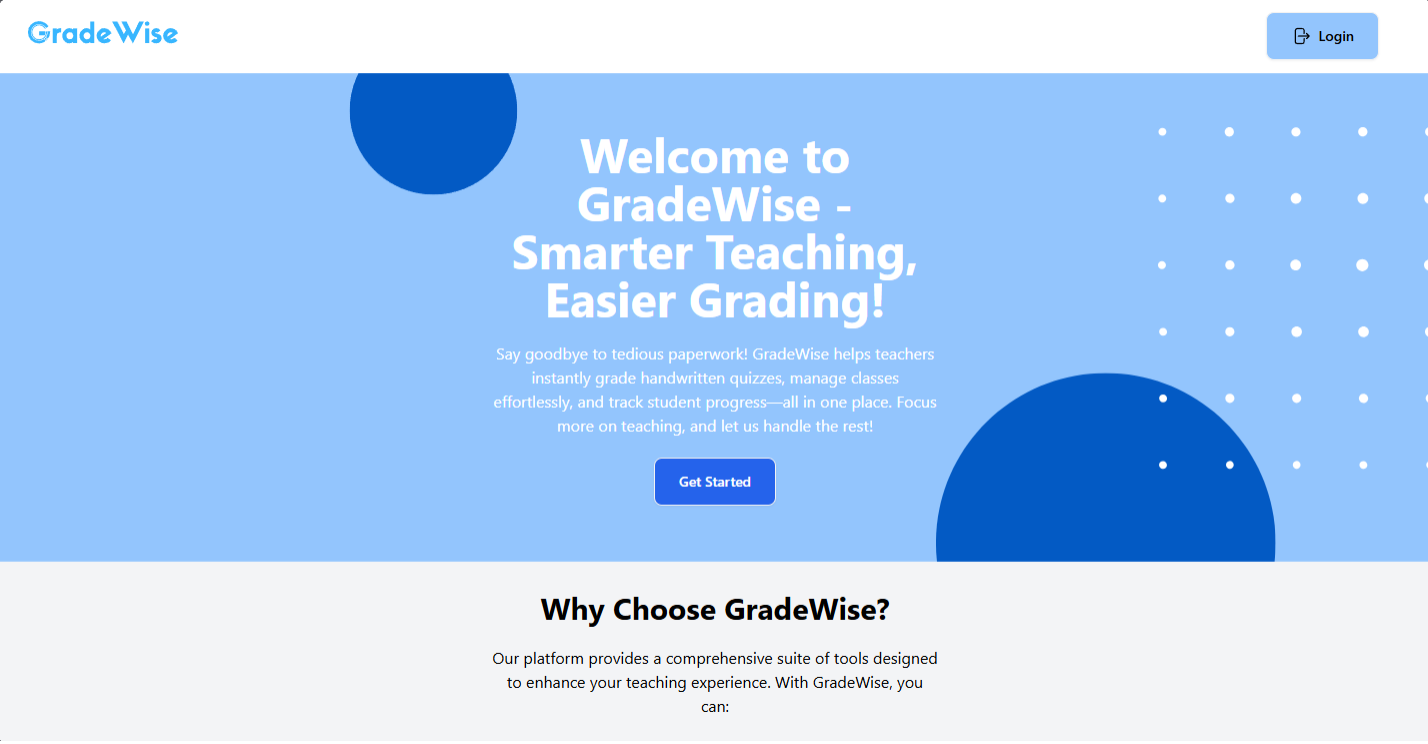 GradeWise
Login
Welcome to
GradeWise -
Smarter Teaching,
Easier Grading!
Say goodbye to tedious paperwork! GradeWise helps teachers
instantly grade handwritten quizzes, manage classes
effortlessly, and track student progress—all in one place. Focus
more on teaching, and let us handle the rest!
Get Started
Why Choose GradeWise?
Our platform provides a comprehensive suite of tools designed
to enhance your teaching experience. With GradeWise, you
can: